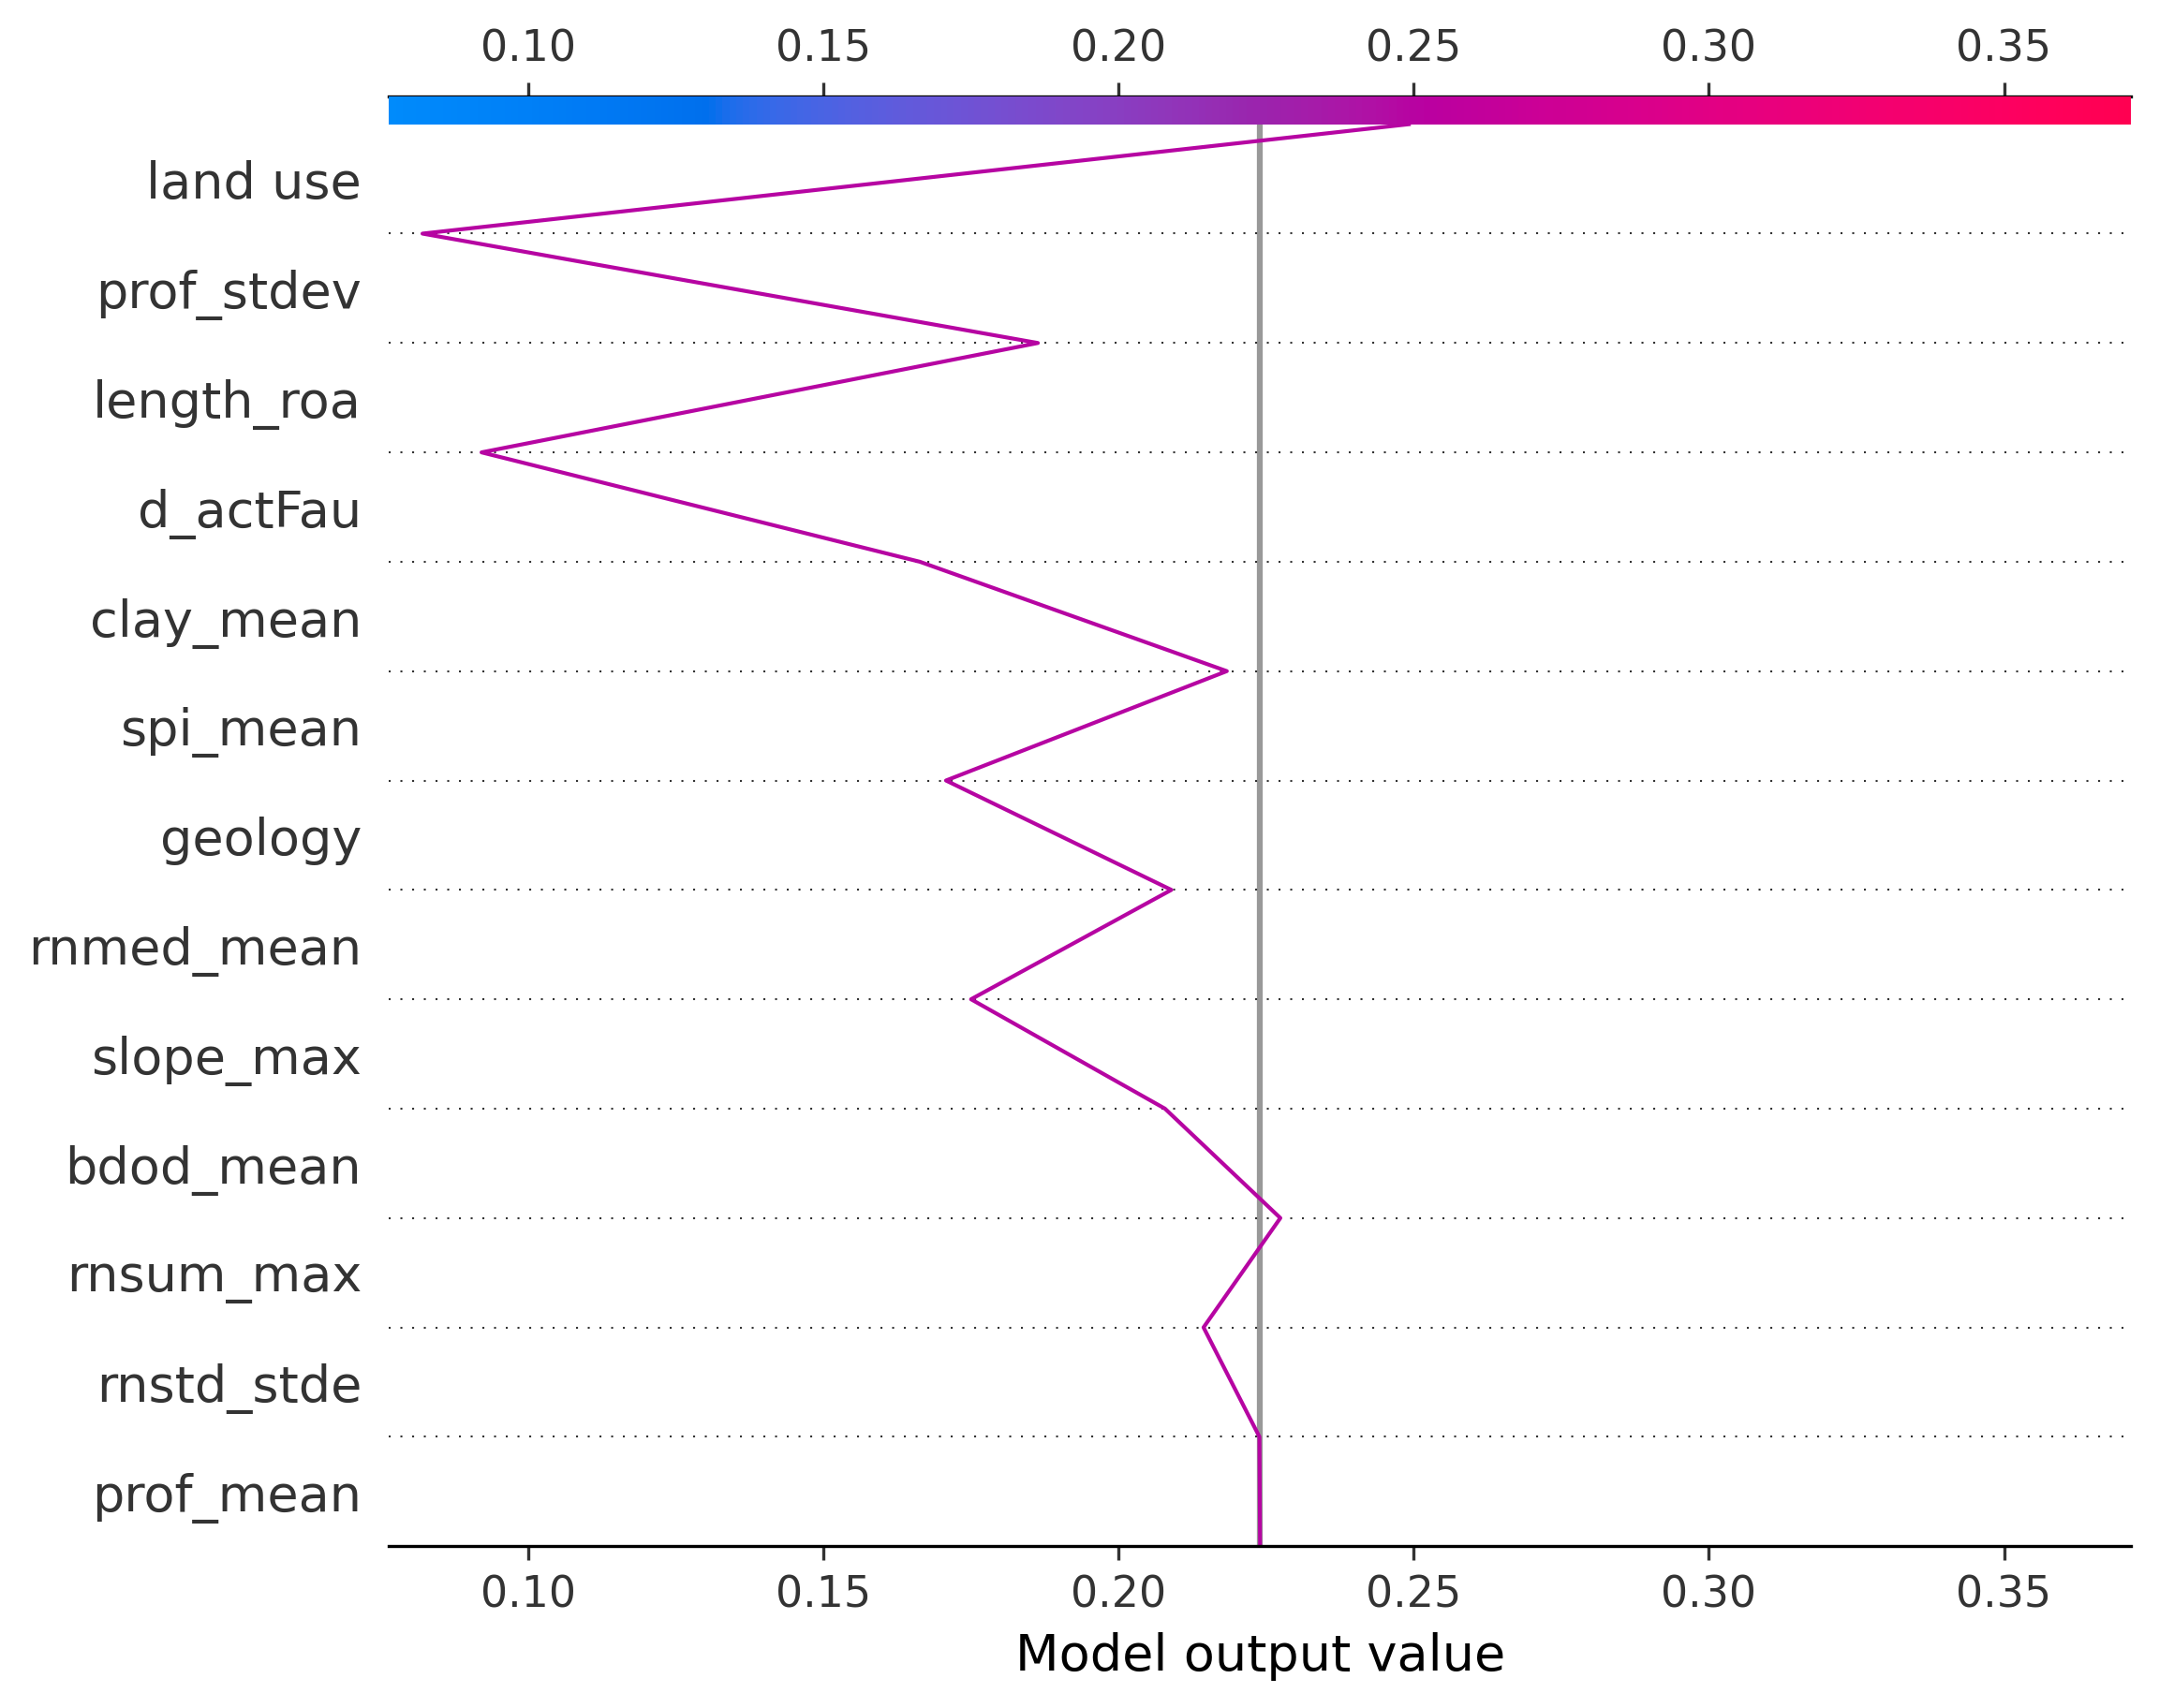 0.10 0.15 0.20 0.25 0.30 0.35
land use
prof_stdev
length_roa
d_actFau
clay_mean
spi_mean
geology
rnmed_mean
slope_max
bdod_mean
rnsum_max
rnstd_stde
prof_mean
0.10 0.15 0.20 0.25 0.30 0.35
Model output value